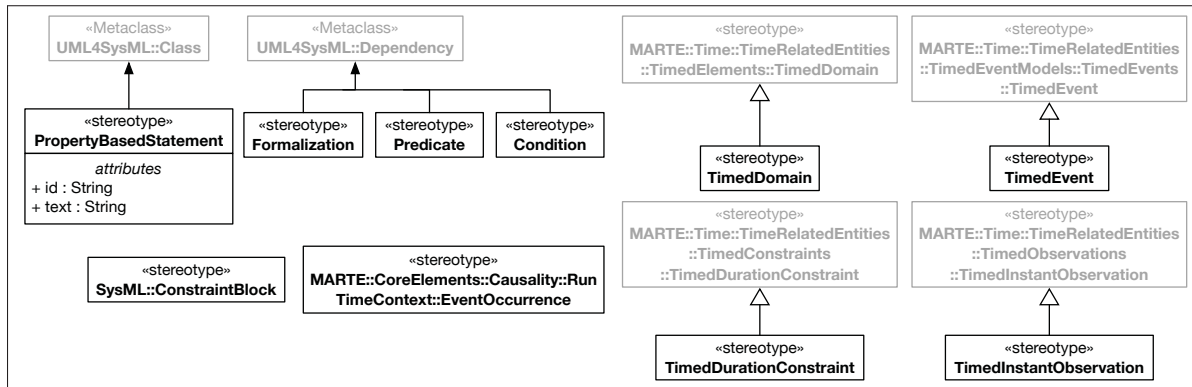 «Metaclass»
UML4SysML::Class
«Metaclass»
UML4SysML::Dependency
«stereotype»
MARTE::Time::TimeRelatedEntities
::TimedElements::TimedDomain
«stereotype»
MARTE::Time::TimeRelatedEntities
::TimedEventModels::TimedEvents
::TimedEvent
«stereotype»
PropertyBasedStatement
attributes
+ id : String
+ text : String
«stereotype»
Formalization
«stereotype»
Predicate
«stereotype»
Condition
«stereotype»
TimedDomain
«stereotype»
TimedEvent
«stereotype»
SysML::ConstraintBlock
«stereotype»
MARTE::CoreElements::Causality::Run
TimeContext::EventOccurrence
«stereotype»
MARTE::Time::TimeRelatedEntities
::TimedConstraints
::TimedDurationConstraint
«stereotype»
MARTE::Time::TimeRelatedEntities
::TimedObservations
::TimedInstantObservation
«stereotype»
TimedDurationConstraint
«stereotype»
TimedInstantObservation